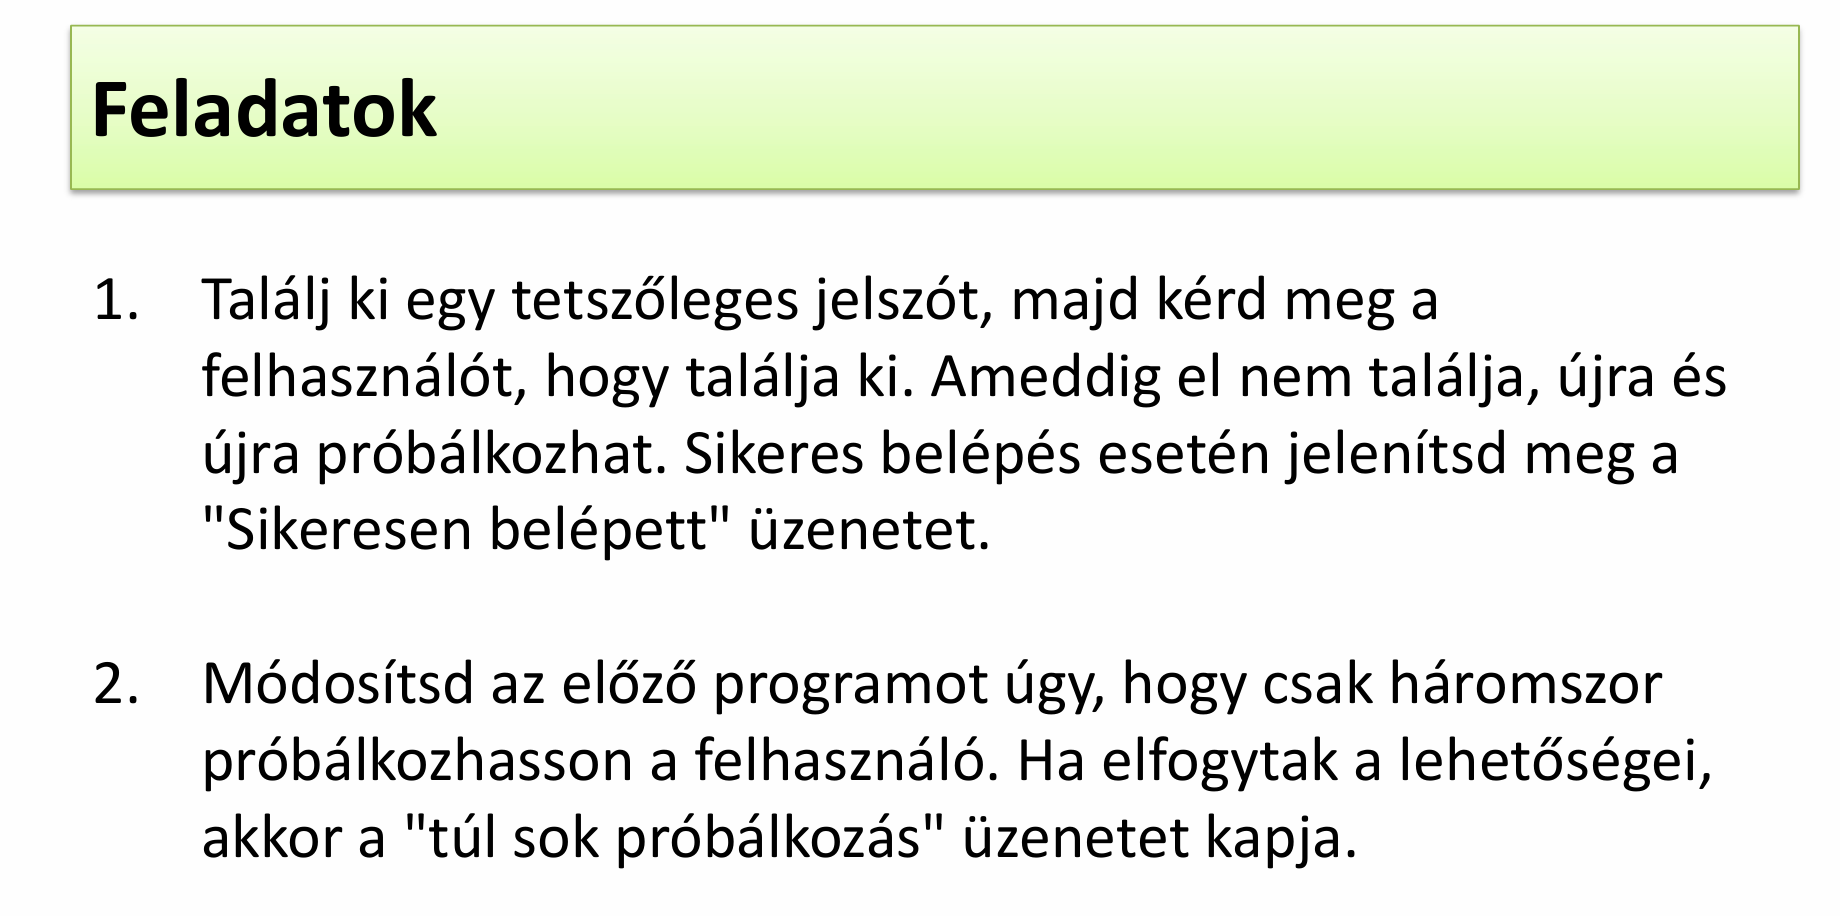 Feladatok
1. Találj ki egy tetszőleges jelszót, majd kérd meg a
felhasználót, hogy találja ki. Ameddig el nem találja, újra és
újra próbálkozhat. Sikeres belépés esetén jelenítsd meg a
"Sikeresen belépett" üzenetet.
2. Módosítsd az előző programot úgy, hogy csak háromszor
próbálkozhasson a felhasználó. Ha elfogytak a lehetőségei,
akkor a "túl sok próbálkozás" üzenetet kapja.